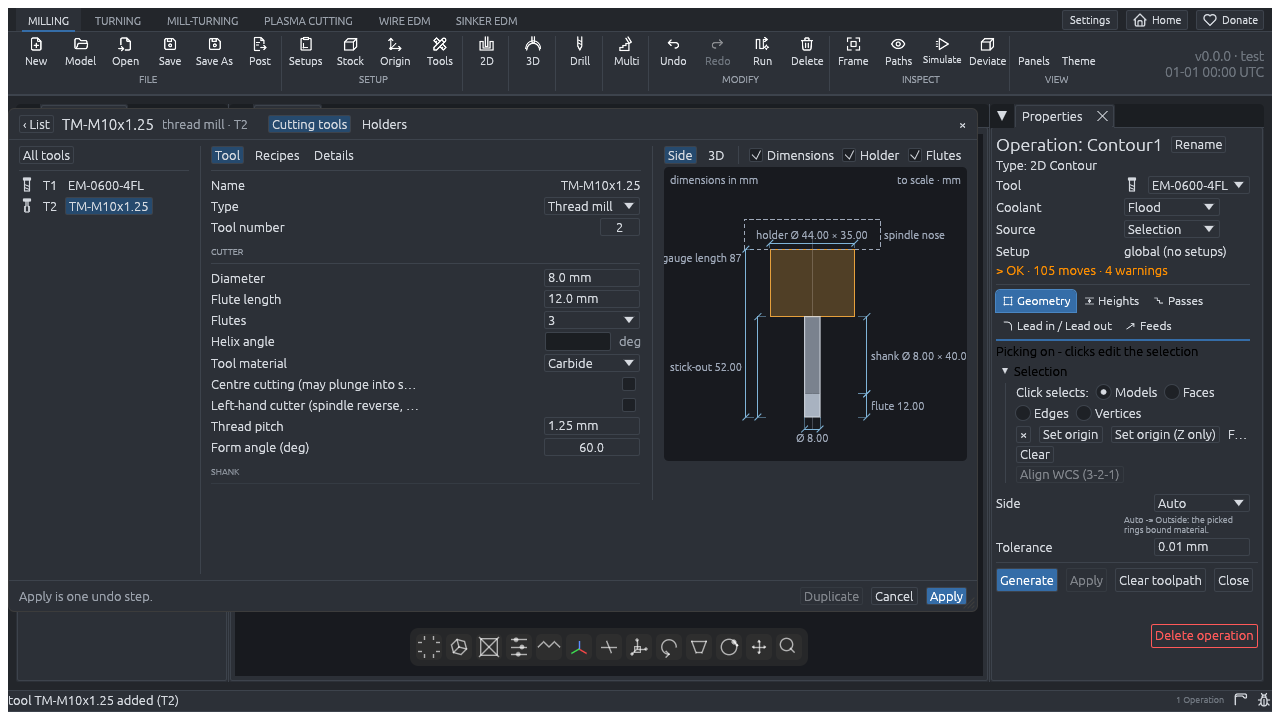 MILLING TURNING MILL-TURNING PLASMA CUTTING WIRE EDM SINKER EDM Settings Home Donate
New Model Open Save Save As Post Setups Stock Origin Tools 2D 3D Drill Multi Undo Redo Run Delete Frame Paths Simulate Deviate Panels Theme
FILE SETUP MODIFY INSPECT VIEW
v0.0.0 · test
01-01 00:00 UTC
‹ List TM-M10x1.25 thread mill · T2 Cutting tools Holders ×
All tools
T1 EM-0600-4FL
T2 TM-M10x1.25
Tool Recipes Details
Name TM-M10x1.25
Type Thread mill
Tool number 2
CUTTER
Diameter 8.0 mm
Flute length 12.0 mm
Flutes 3
Helix angle deg
Tool material Carbide
Centre cutting (may plunge into s…
Left-hand cutter (spindle reverse, …
Thread pitch 1.25 mm
Form angle (deg) 60.0
SHANK
Side 3D Dimensions Holder Flutes
dimensions in mm to scale · mm
holder Ø 44.00 × 35.00 spindle nose
gauge length 87
stick-out 52.00
shank Ø 8.00 × 40.0
flute 12.00
Ø 8.00
Apply is one undo step. Duplicate Cancel Apply
Properties
Operation: Contour1 Rename
Type: 2D Contour
Tool EM-0600-4FL
Coolant Flood
Source Selection
Setup global (no setups)
> OK · 105 moves · 4 warnings
Geometry Heights Passes
Lead in / Lead out Feeds
Picking on - clicks edit the selection
Selection
Click selects: Models Faces
Edges Vertices
× Set origin Set origin (Z only) F…
Clear
Align WCS (3-2-1)
Side Auto
Auto -> Outside: the picked
rings bound material.
Tolerance 0.01 mm
Generate Apply Clear toolpath Close
Delete operation
tool TM-M10x1.25 added (T2) 1 Operation